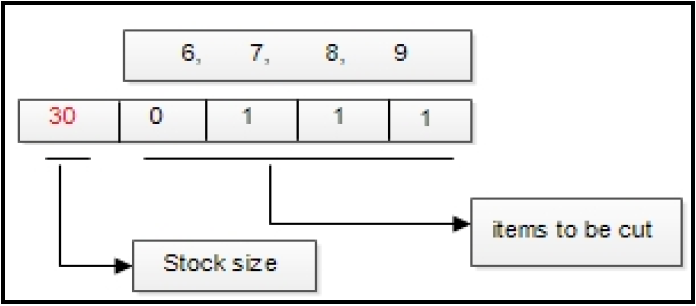 6, 7, 8, 9
30 0 1 1 1
items to be cut
Stock size